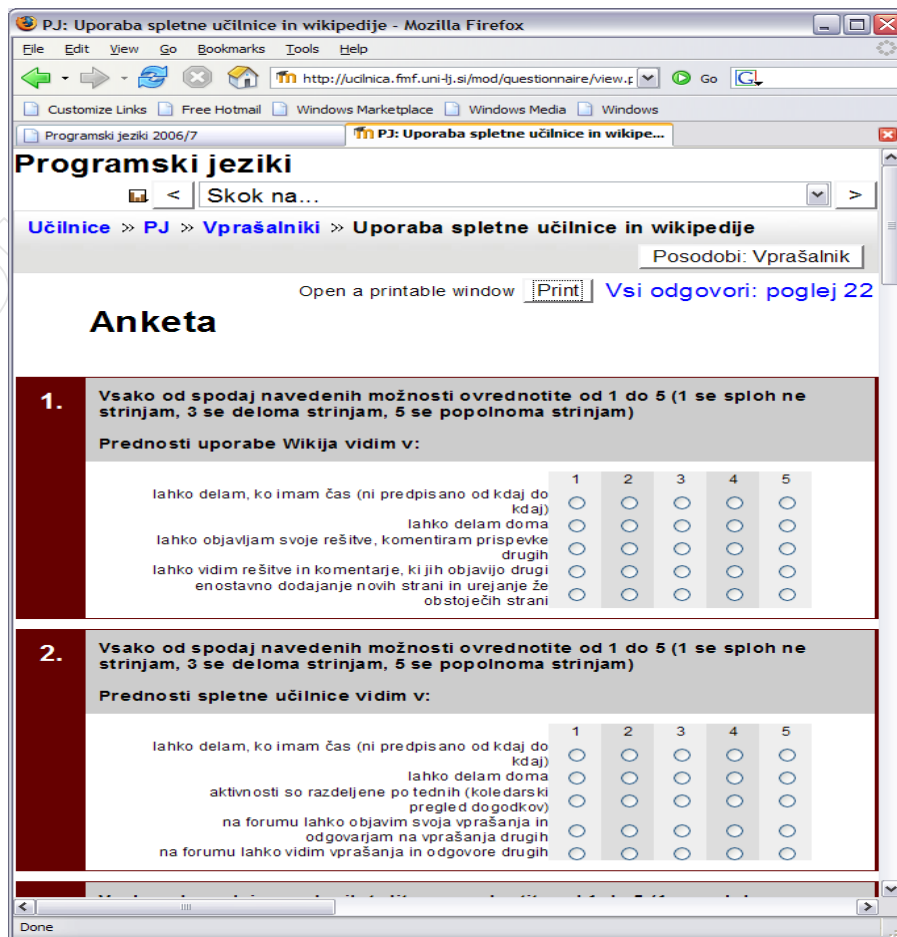 PJ: Uporaba spletne učilnice in wikipedije - Mozilla Firefox
File Edit View Go Bookmarks Tools Help
http://ucilnica.fmf.uni-lj.si/mod/questionnaire/view.p Go
Customize Links Free Hotmail Windows Marketplace Windows Media Windows
Programski jeziki 2006/7 PJ: Uporaba spletne učilnice in wikipe...
Programski jeziki
< Skok na... >
Učilnice » PJ » Vprašalniki » Uporaba spletne učilnice in wikipedije
Posodobi: Vprašalnik
Open a printable window Print Vsi odgovori: poglej 22
Anketa
1. Vsako od spodaj navedenih možnosti ovrednotite od 1 do 5 (1 se sploh ne
strinjam, 3 se deloma strinjam, 5 se popolnoma strinjam)
Prednosti uporabe Wikija vidim v:
1 2 3 4 5
lahko delam, ko imam čas (ni predpisano od kdaj do
kdaj)
lahko delam doma
lahko objavljam svoje rešitve, komentiram prispevke
drugih
lahko vidim rešitve in komentarje, ki jih objavijo drugi
enostavno dodajanje novih strani in urejanje že
obstoječih strani
2. Vsako od spodaj navedenih možnosti ovrednotite od 1 do 5 (1 se sploh ne
strinjam, 3 se deloma strinjam, 5 se popolnoma strinjam)
Prednosti spletne učilnice vidim v:
1 2 3 4 5
lahko delam, ko imam čas (ni predpisano od kdaj do
kdaj)
lahko delam doma
aktivnosti so razdeljene po tednih (koledarski
pregled dogodkov)
na forumu lahko objavim svoja vprašanja in
odgovarjam na vprašanja drugih
na forumu lahko vidim vprašanja in odgovore drugih
Done